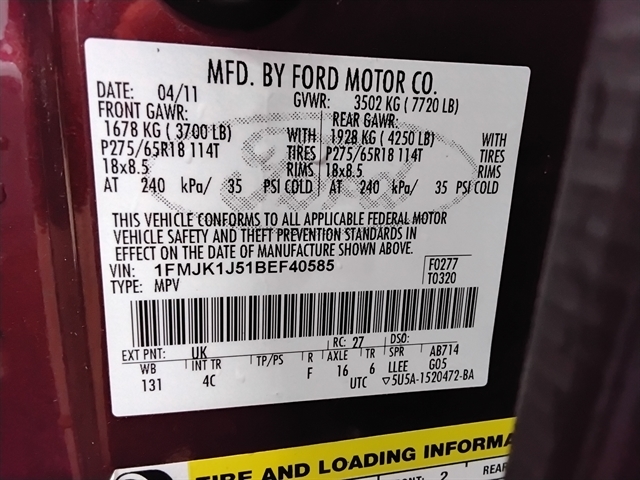 MFD. BY FORD MOTOR CO.
DATE: 04/11 GVWR: 3502 KG ( 7720 LB)
FRONT GAWR: REAR GAWR:
1678 KG ( 3700 LB) WITH 1928 KG ( 4250 LB) WITH
P275/65R18 114T TIRES P275/65R18 114T TIRES
18x8.5 RIMS 18x8.5 RIMS
AT 240 kPa/ 35 PSI COLD AT 240 kPa/ 35 PSI COLD
Ford
THIS VEHICLE CONFORMS TO ALL APPLICABLE FEDERAL MOTOR
VEHICLE SAFETY AND THEFT PREVENTION STANDARDS IN
EFFECT ON THE DATE OF MANUFACTURE SHOWN ABOVE.
VIN: 1FMJK1J51BEF40585 F0277
TYPE: MPV T0320
EXT PNT: UK RC: 27 DSO:
WB INT TR TP/PS R AXLE TR SPR AB714
131 4C F 16 6 LLEE G05
UTC ▽5U5A-1520472-BA
TIRE AND LOADING INFORMA
FRONT: 2 REAR